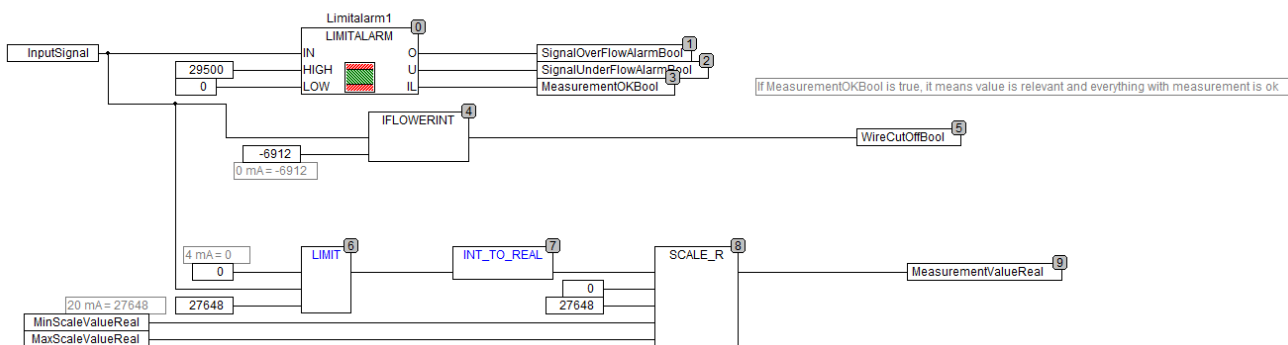 Limitalarm1
0
LIMITALARM
InputSignal
IN
O
SignalOverFlowAlarmBool
1
29500
HIGH
U
SignalUnderFlowAlarmBool
2
0
LOW
IL
MeasurementOKBool
3
If MeasurementOKBool is true, it means value is relevant and everything with measurement is ok
IFLOWERINT
4
WireCutOffBool
5
-6912
0 mA = -6912
4 mA = 0
LIMIT
6
INT_TO_REAL
7
SCALE_R
8
0
MeasurementValueReal
9
0
20 mA = 27648
27648
27648
MinScaleValueReal
MaxScaleValueReal